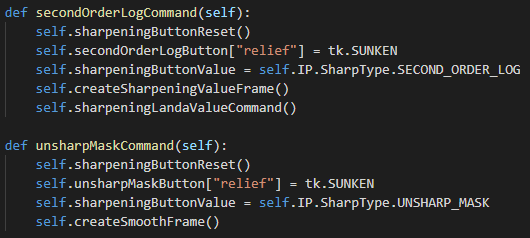 def secondOrderLogCommand(self):
    self.sharpeningButtonReset()
    self.secondOrderLogButton["relief"] = tk.SUNKEN
    self.sharpeningButtonValue = self.IP.SharpType.SECOND_ORDER_LOG
    self.createSharpeningValueFrame()
    self.sharpeningLandaValueCommand()

def unsharpMaskCommand(self):
    self.sharpeningButtonReset()
    self.unsharpMaskButton["relief"] = tk.SUNKEN
    self.sharpeningButtonValue = self.IP.SharpType.UNSHARP_MASK
    self.createSmoothFrame()